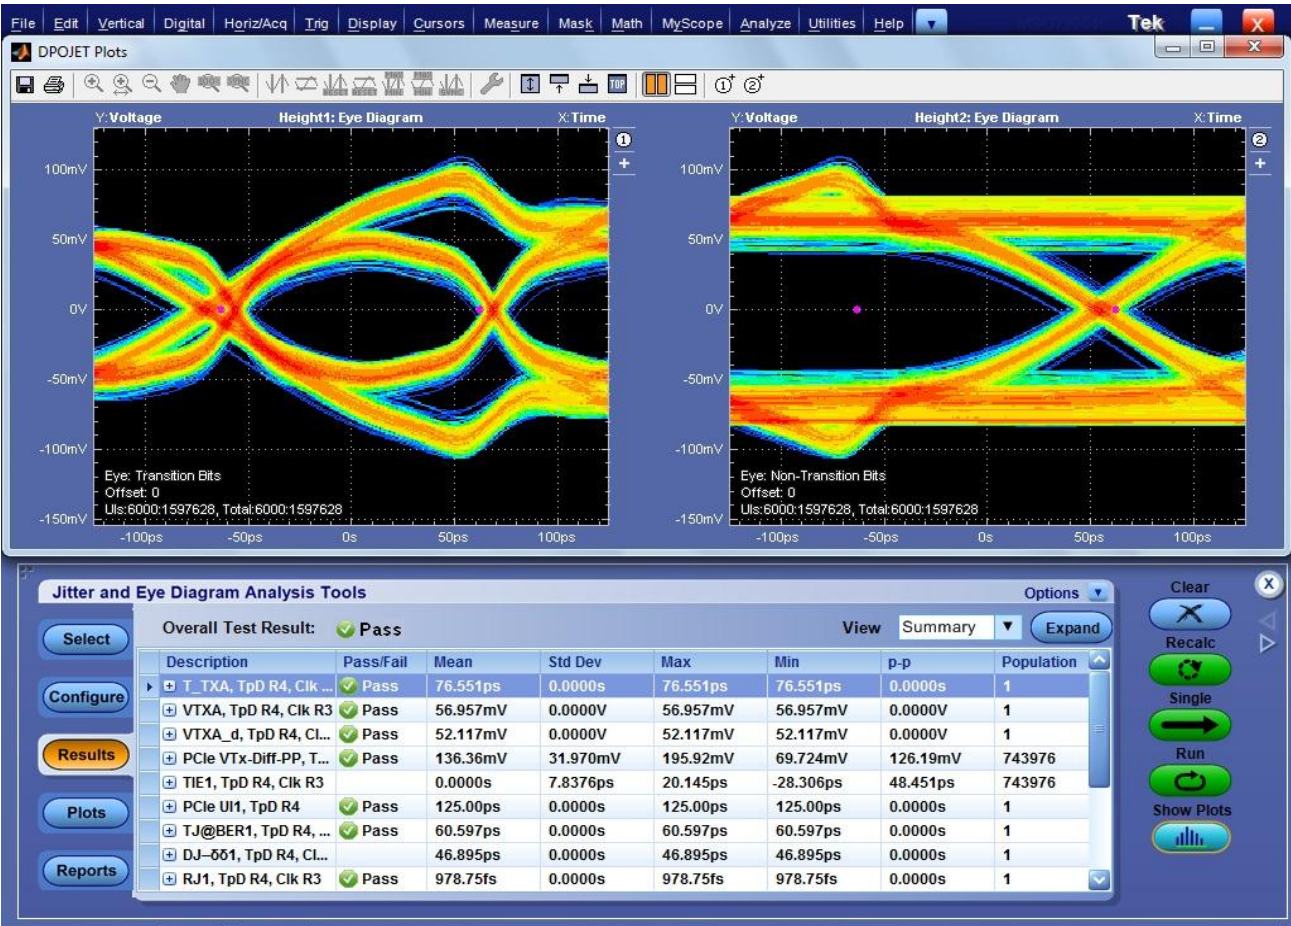 File Edit Vertical Digital Horiz/Acq Trig Display Cursors Measure Mask Math MyScope Analyze Utilities Help Tek X
DPOJET Plots
TOP 1 2
Y:Voltage Height1: Eye Diagram X:Time
1
+
100mV
50mV
0V
-50mV
-100mV
-150mV
Eye: Transition Bits
Offset: 0
UIs:6000:1597628, Total:6000:1597628
-100ps -50ps 0s 50ps 100ps
Y:Voltage Height2: Eye Diagram X:Time
2
+
100mV
50mV
0V
-50mV
-100mV
-150mV
Eye: Non-Transition Bits
Offset: 0
UIs:6000:1597628, Total:6000:1597628
-100ps -50ps 0s 50ps 100ps
Jitter and Eye Diagram Analysis Tools Options
Select
Configure
Results
Plots
Reports
Overall Test Result: Pass View Summary Expand
Description Pass/Fail Mean Std Dev Max Min p-p Population
T_TXA, TpD R4, Clk ... Pass 76.551ps 0.0000s 76.551ps 76.551ps 0.0000s 1
VTXA, TpD R4, Clk R3 Pass 56.957mV 0.0000V 56.957mV 56.957mV 0.0000V 1
VTXA_d, TpD R4, Cl... Pass 52.117mV 0.0000V 52.117mV 52.117mV 0.0000V 1
PCIe VTx-Diff-PP, T... Pass 136.36mV 31.970mV 195.92mV 69.724mV 126.19mV 743976
TIE1, TpD R4, Clk R3 0.0000s 7.8376ps 20.145ps -28.306ps 48.451ps 743976
PCIe UI1, TpD R4 Pass 125.00ps 0.0000s 125.00ps 125.00ps 0.0000s 1
TJ@BER1, TpD R4, ... Pass 60.597ps 0.0000s 60.597ps 60.597ps 0.0000s 1
DJ–δδ1, TpD R4, Cl... 46.895ps 0.0000s 46.895ps 46.895ps 0.0000s 1
RJ1, TpD R4, Clk R3 Pass 978.75fs 0.0000s 978.75fs 978.75fs 0.0000s 1
Clear
Recalc
Single
Run
Show Plots
X